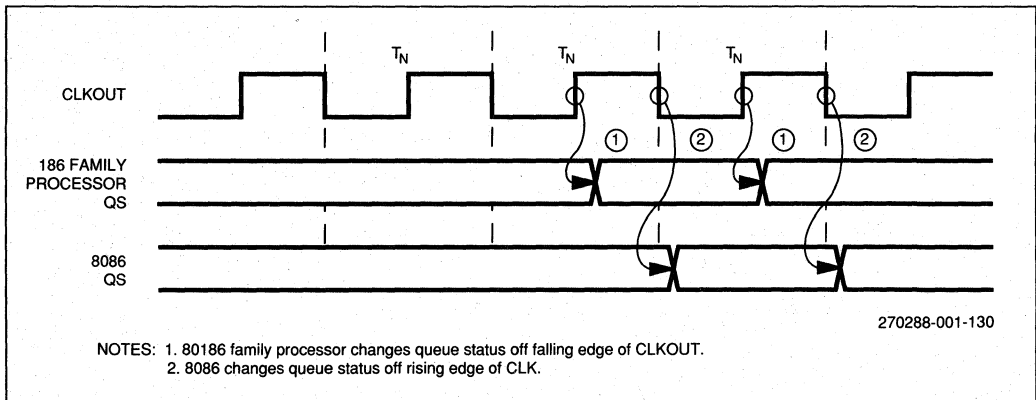 T_N T_N T_N
CLKOUT
① ② ① ②
186 FAMILY
PROCESSOR
QS
8086
QS
270288-001-130
NOTES: 1. 80186 family processor changes queue status off falling edge of CLKOUT.
2. 8086 changes queue status off rising edge of CLK.